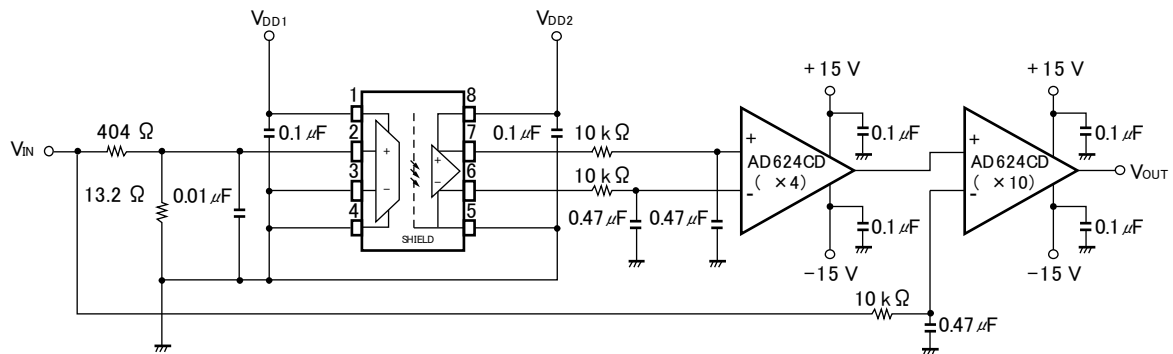 VDD1
VDD2
1
2
3
4
8
7
6
5
SHIELD
+
−
+
−
VIN
404 Ω
13.2 Ω
0.01 μF
0.1 μF
0.1 μF
10 kΩ
10 kΩ
0.47 μF
0.47 μF
+15 V
0.1 μF
+
-
AD624CD
( ×4)
0.1 μF
−15 V
+15 V
0.1 μF
+
-
AD624CD
( ×10)
VOUT
0.1 μF
−15 V
10 kΩ
0.47 μF